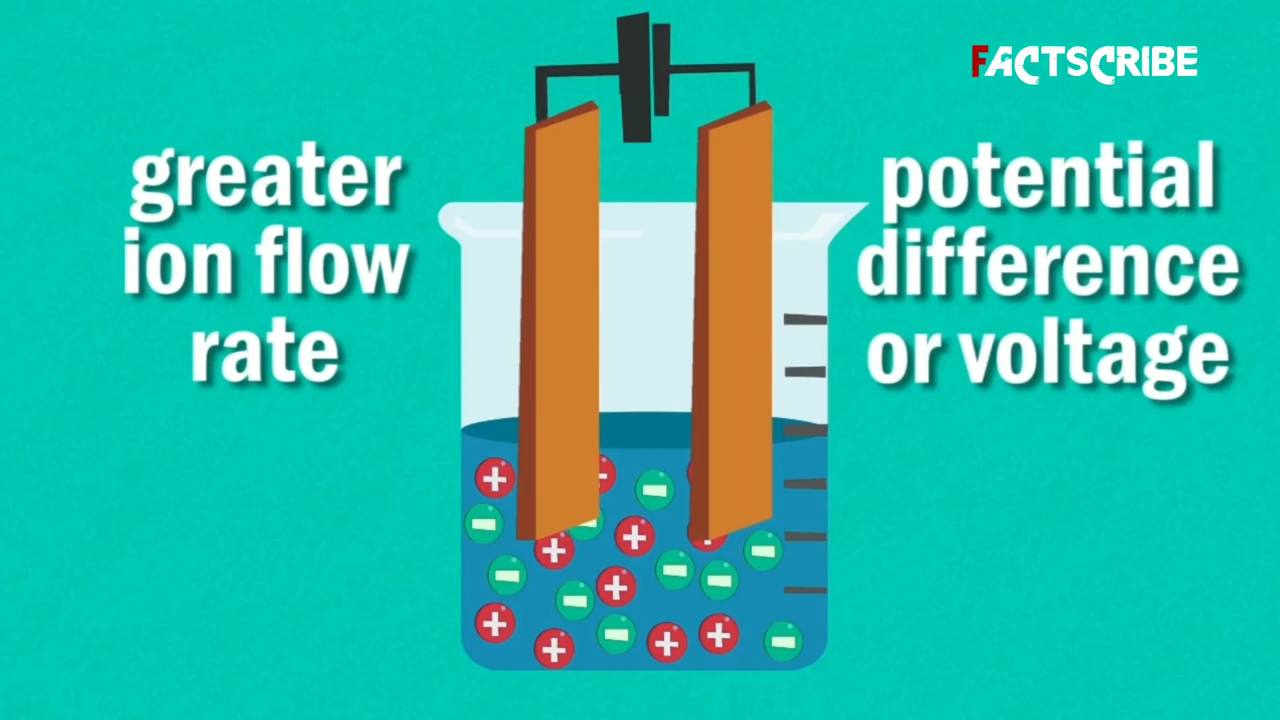 FACTSCRIBE
greater
ion flow
rate
potential
difference
or voltage